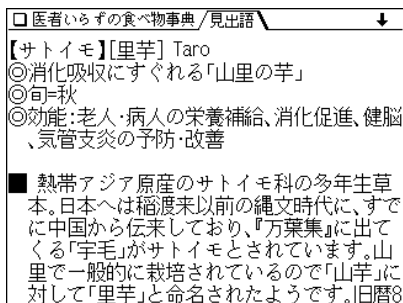 医者いらずの食べ物事典/見出語
【サトイモ】[里芋] Taro
◎消化吸収にすぐれる「山里の芋」
◎旬=秋
◎効能:老人・病人の栄養補給、消化促進、健脳
、気管支炎の予防・改善
■ 熱帯アジア原産のサトイモ科の多年生草
本。日本へは稲渡来以前の縄文時代に、すで
に中国から伝来しており、『万葉集』に出て
くる「宇毛」がサトイモとされています。山
里で一般的に栽培されているので「山芋」に
対して「里芋」と命名されたようです。旧暦8